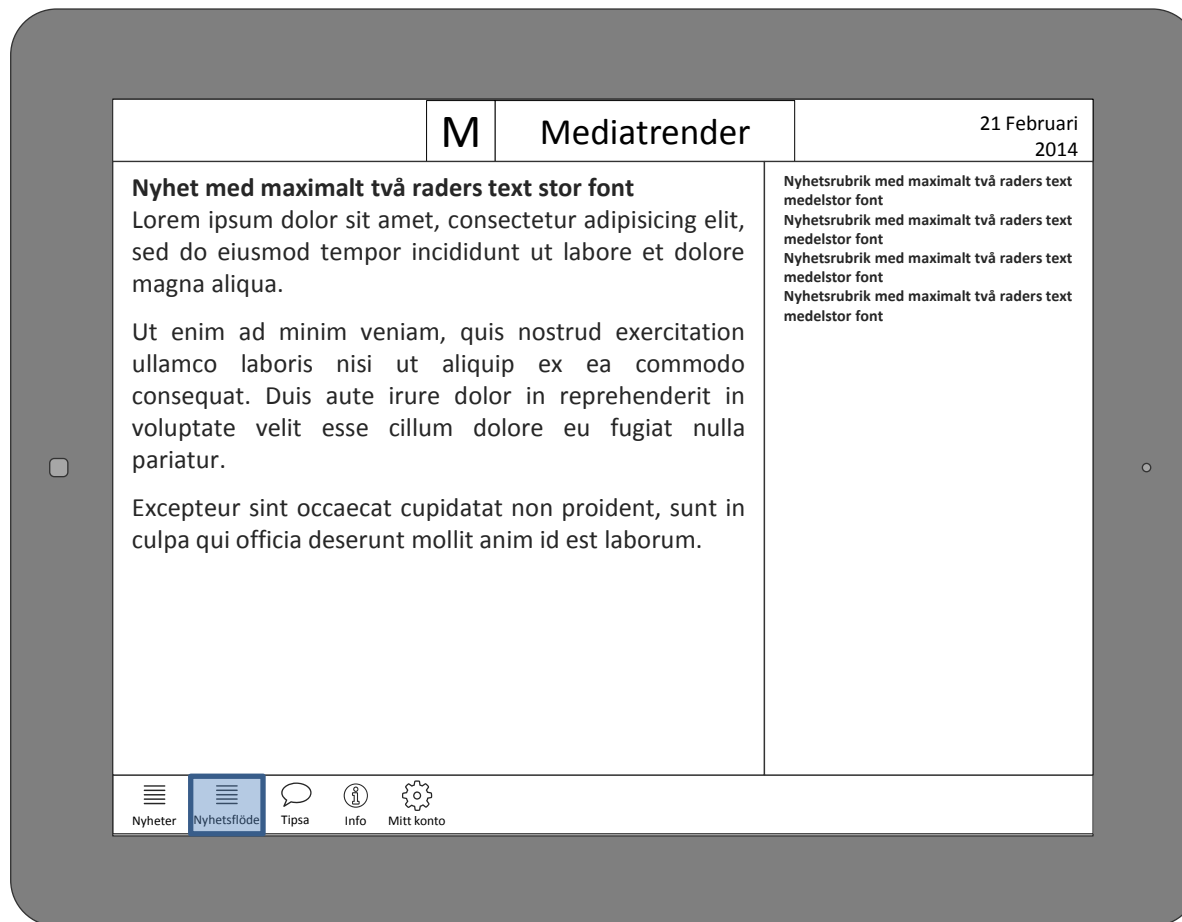 M
Mediatrender
21 Februari
2014
Nyhet med maximalt två raders text stor font
Lorem ipsum dolor sit amet, consectetur adipisicing elit,
sed do eiusmod tempor incididunt ut labore et dolore
magna aliqua.
Ut enim ad minim veniam, quis nostrud exercitation
ullamco laboris nisi ut aliquip ex ea commodo
consequat. Duis aute irure dolor in reprehenderit in
voluptate velit esse cillum dolore eu fugiat nulla
pariatur.
Excepteur sint occaecat cupidatat non proident, sunt in
culpa qui officia deserunt mollit anim id est laborum.
Nyhetsrubrik med maximalt två raders text
medelstor font
Nyhetsrubrik med maximalt två raders text
medelstor font
Nyhetsrubrik med maximalt två raders text
medelstor font
Nyhetsrubrik med maximalt två raders text
medelstor font
Nyheter
Nyhetsflöde
Tipsa
Info
Mitt konto